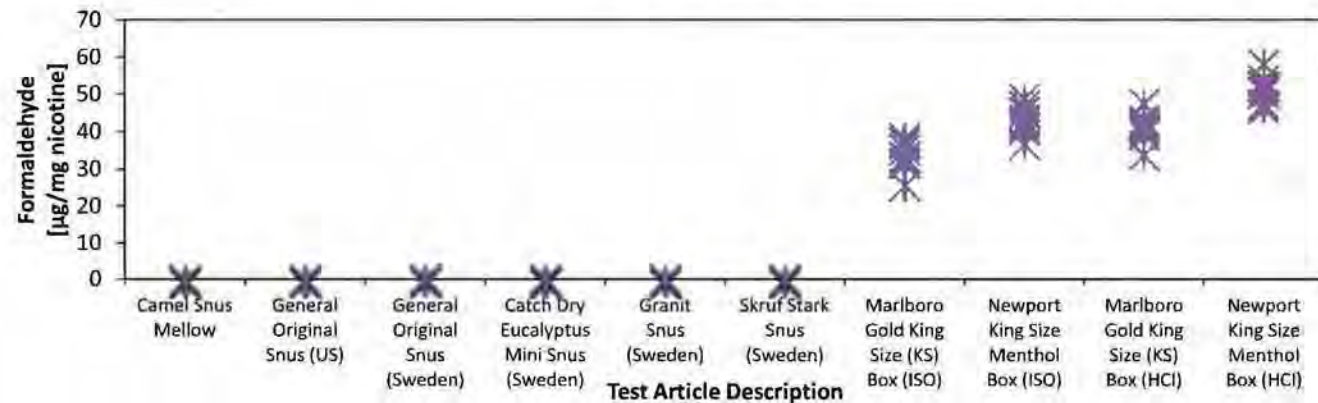 Formaldehyde
[µg/mg nicotine]
70
60
50
40
30
20
10
0
Camel Snus
Mellow
General
Original
Snus (US)
General
Original
Snus
(Sweden)
Catch Dry
Eucalyptus
Mini Snus
(Sweden)
Granit
Snus
(Sweden)
Skruf Stark
Snus
(Sweden)
Marlboro
Gold King
Size (KS)
Box (ISO)
Newport
King Size
Menthol
Box (ISO)
Marlboro
Gold King
Size (KS)
Box (HCI)
Newport
King Size
Menthol
Box (HCI)
Test Article Description